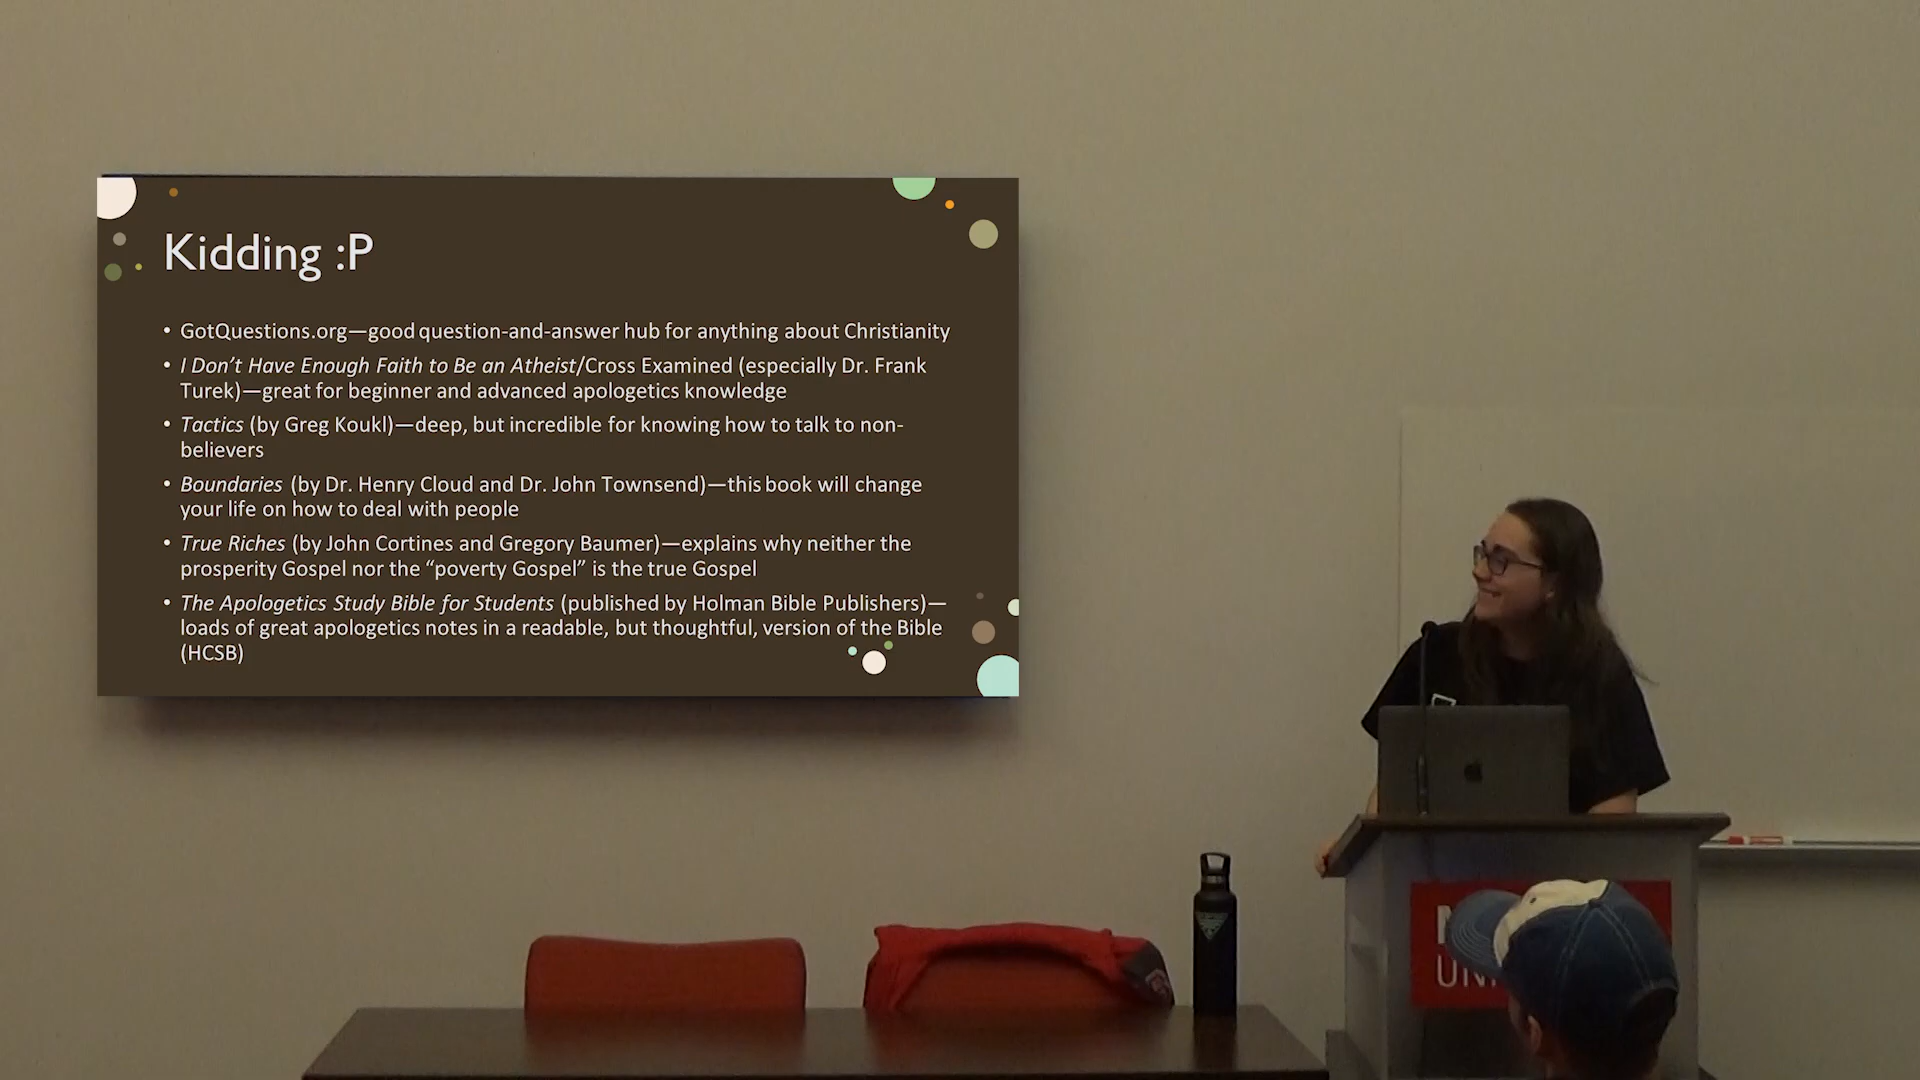 Kidding :P
• GotQuestions.org—good question-and-answer hub for anything about Christianity
• I Don’t Have Enough Faith to Be an Atheist/Cross Examined (especially Dr. Frank
Turek)—great for beginner and advanced apologetics knowledge
• Tactics (by Greg Koukl)—deep, but incredible for knowing how to talk to non-
believers
• Boundaries (by Dr. Henry Cloud and Dr. John Townsend)—this book will change
your life on how to deal with people
• True Riches (by John Cortines and Gregory Baumer)—explains why neither the
prosperity Gospel nor the “poverty Gospel” is the true Gospel
• The Apologetics Study Bible for Students (published by Holman Bible Publishers)—
loads of great apologetics notes in a readable, but thoughtful, version of the Bible
(HCSB)